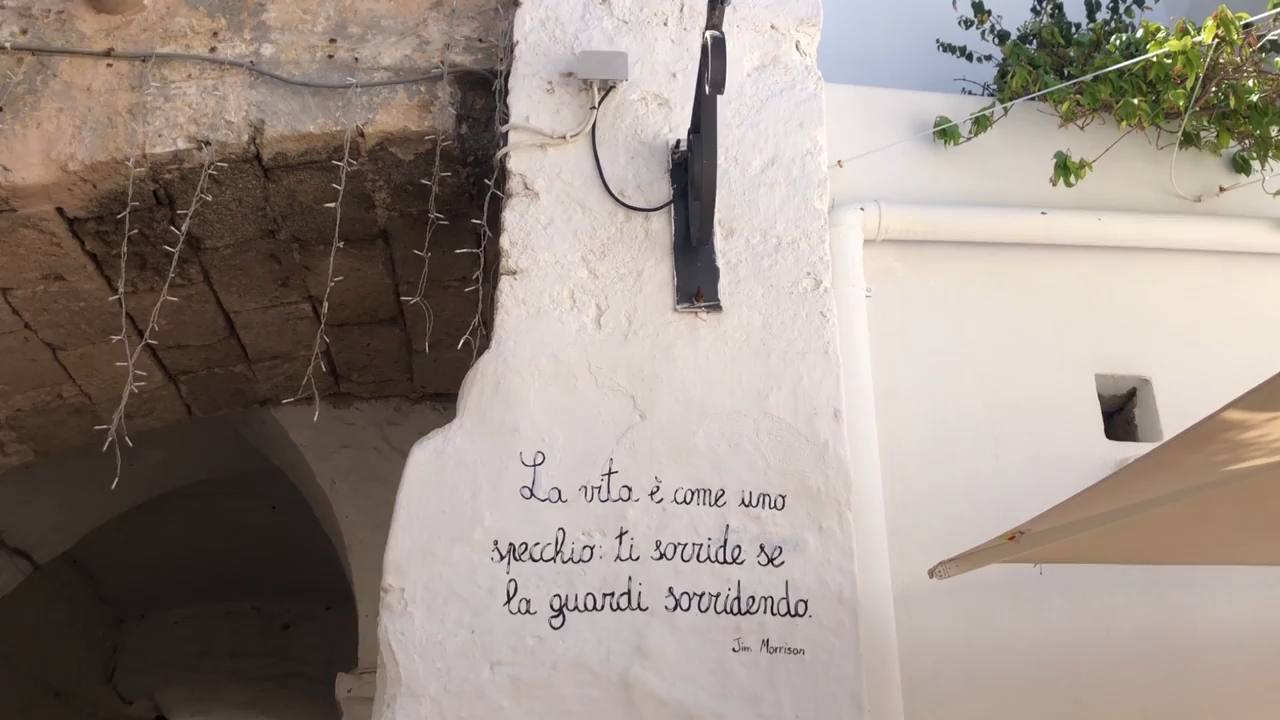 La vita è come uno
specchio: ti sorride se
la guardi sorridendo.
Jim Morrison